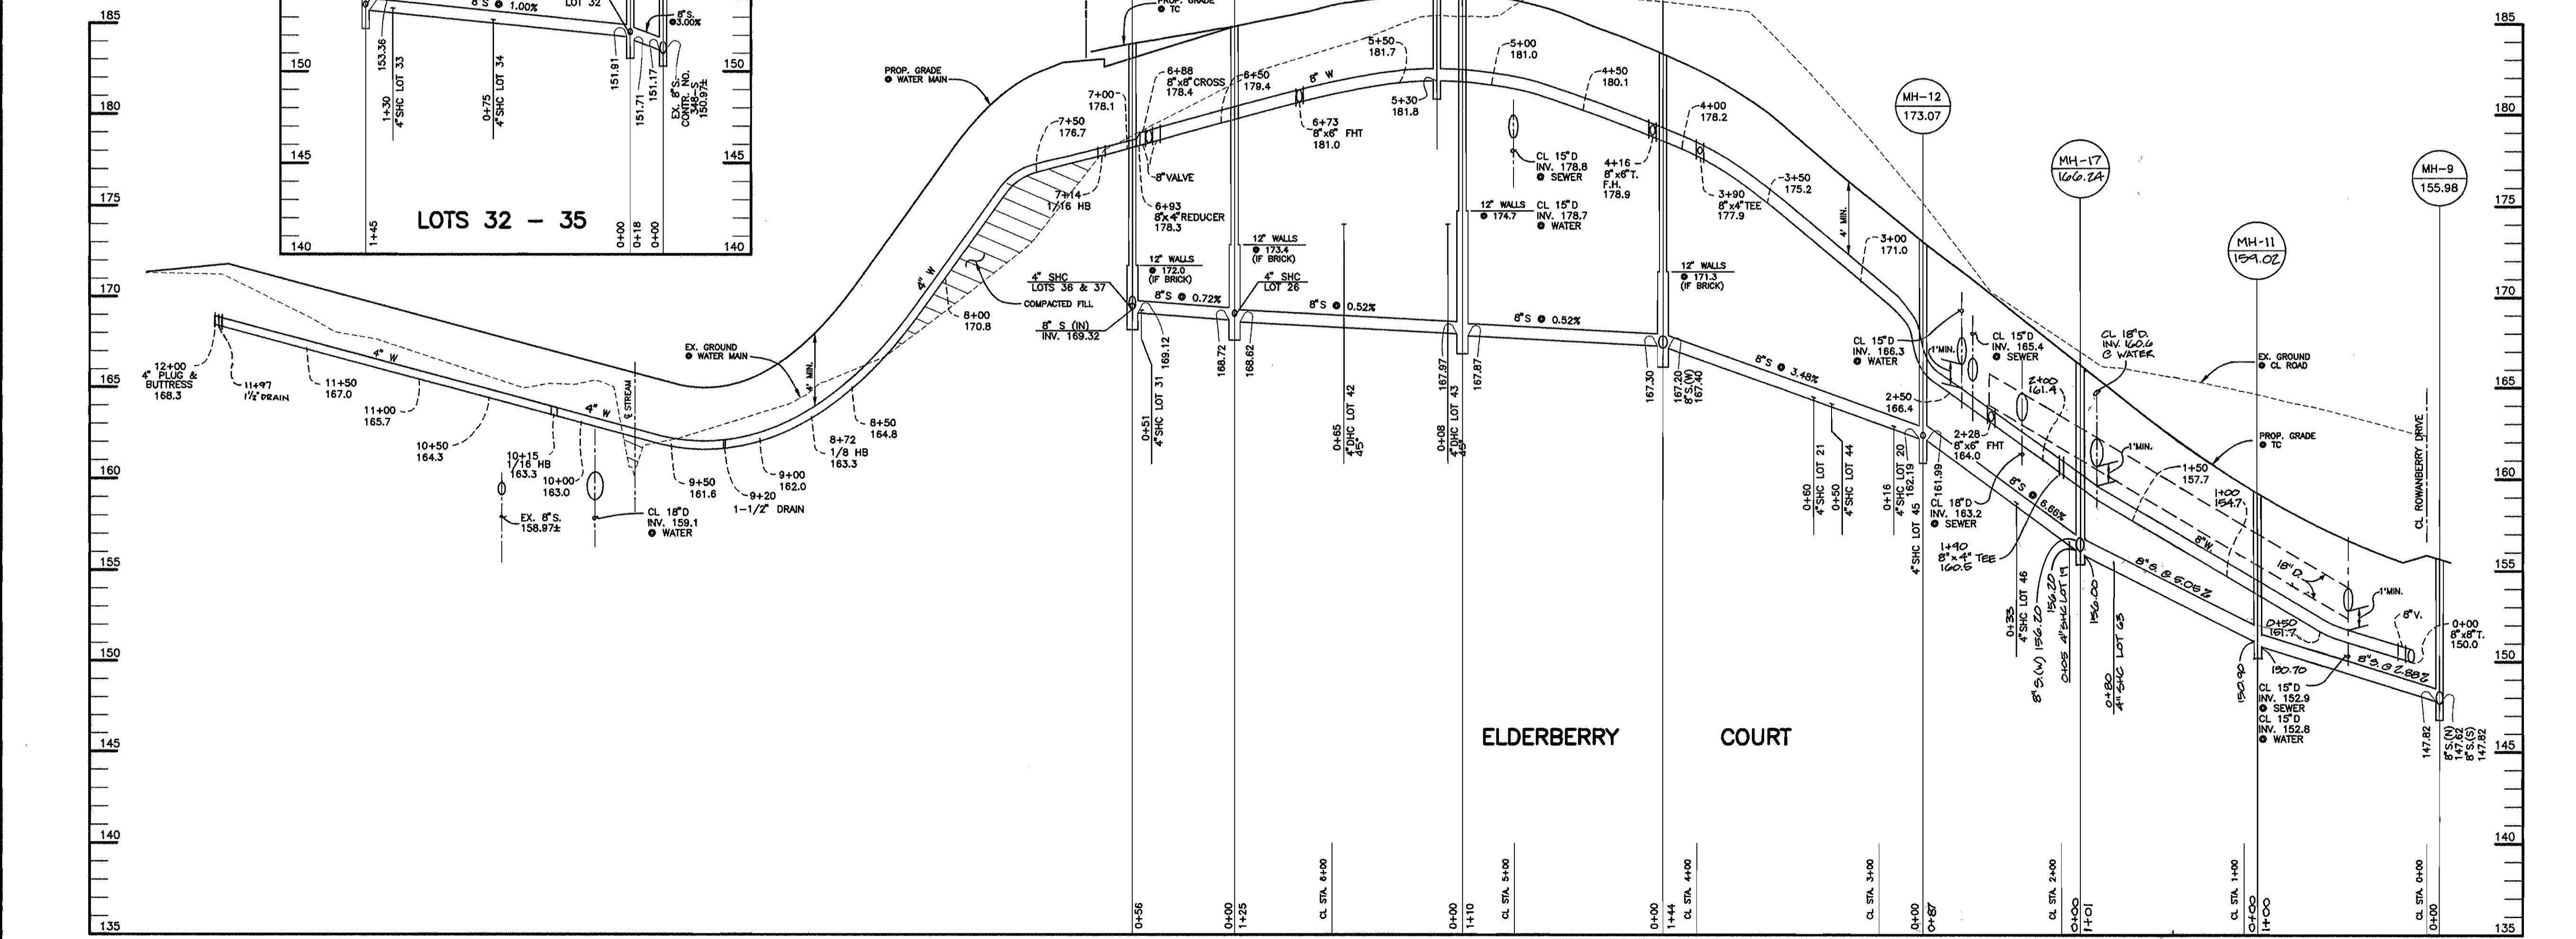 185
180
175
170
165
160
155
150
145
140
135
8"S @ 1.00%
LOT 32
8"S.
@3.00%
153.36
1+30
4"SHC LOT 33
0+75
4"SHC LOT 34
151.91
151.71
151.17
EX. 8"S.
CONTR. NO.
348-S
150.97±
150
145
140
150
145
140
1+45
0+00
0+18
0+00
LOTS 32 - 35
PROP. GRADE
@ TC
PROP. GRADE
@ WATER MAIN
7+00
178.1
6+88
8"x8" CROSS
178.4
6+50
179.4
7+50
176.7
8" W
5+50
181.7
5+00
181.0
4+50
180.1
4+00
178.2
5+30
181.8
6+73
8"x6" FHT
181.0
8"VALVE
7+14
1/16 HB
6+93
8"x4"REDUCER
178.3
CL 15"D
INV. 178.8
@ SEWER
4+16
8"x6"T.
F.H.
178.9
3+90
8"x4"TEE
177.9
3+50
175.2
12" WALLS
@ 174.7
CL 15"D
INV. 178.7
@ WATER
4' MIN.
3+00
171.0
MH-12
173.07
MH-17
166.24
MH-9
155.98
MH-11
159.02
12" WALLS
@ 172.0
(IF BRICK)
12" WALLS
@ 173.4
(IF BRICK)
12" WALLS
@ 171.3
(IF BRICK)
4" SHC
LOTS 36 & 37
4" SHC
LOT 26
8" S (IN)
INV. 169.32
8"S @ 0.72%
8"S @ 0.52%
8"S @ 0.52%
8"S @ 3.48%
4" W
COMPACTED FILL
8+00
170.8
EX. GROUND
@ WATER MAIN
4' MIN.
8+50
164.8
8+72
1/8 HB
163.3
9+00
162.0
9+20
1-1/2" DRAIN
9+50
161.6
12+00
4" PLUG &
BUTTRESS
168.3
11+97
1½"DRAIN
11+50
167.0
11+00
165.7
10+50
164.3
4" W
4" W
10+15
1/16 HB
163.3
10+00
163.0
℄ STREAM
EX. 8"S.
158.97±
CL 18"D
INV. 159.1
@ WATER
0+51
4"SHC LOT 31
169.12
168.72
168.62
0+65
4"DHC LOT 42
45°
0+08
4"DHC LOT 43
45°
167.97
167.87
167.30
167.20
8"S.(W)
167.40
0+60
4"SHC LOT 21
0+50
4"SHC LOT 44
0+16
4"SHC LOT 20
162.19
4"SHC LOT 45
161.99
CL 15"D
INV. 166.3
@ WATER
1'MIN.
CL 15"D
INV. 165.4
@ SEWER
CL 18"D.
INV. 160.6
@ WATER
EX. GROUND
@ CL ROAD
2+50
166.4
2+00
161.4
2+28
8"x6" FHT
164.0
CL 18"D
INV. 163.2
@ SEWER
8"S @ 6.66%
1+90
8"x4" TEE
160.5
1'MIN.
PROP. GRADE
TC
CL ROWANBERRY DRIVE
1+50
157.7
1+00
154.7
8"W.
18"D.
8"S. @ 5.05%
0+33
4"SHC LOT 46
8"S.(W) 156.20
156.20
0+05 4"SHC LOT 19
156.00
0+80
4" SHC LOT 63
0+50
151.7
1'MIN.
8"V.
0+00
8"x8"T.
150.0
8"S. @ 2.88%
150.90
150.70
CL 15"D
INV. 152.9
@ SEWER
CL 15"D
INV. 152.8
@ WATER
147.82
8"S.(N)
147.62
8"S.(S)
147.82
ELDERBERRY COURT
0+56
0+00
1+25
CL STA. 6+00
0+00
1+10
CL STA. 5+00
0+00
1+44
CL STA. 4+00
CL STA. 3+00
0+00
0+87
CL STA. 2+00
0+00
1+01
CL STA. 1+00
0+00
1+00
CL STA. 0+00
0+00
185
180
175
170
165
160
155
150
145
140
135